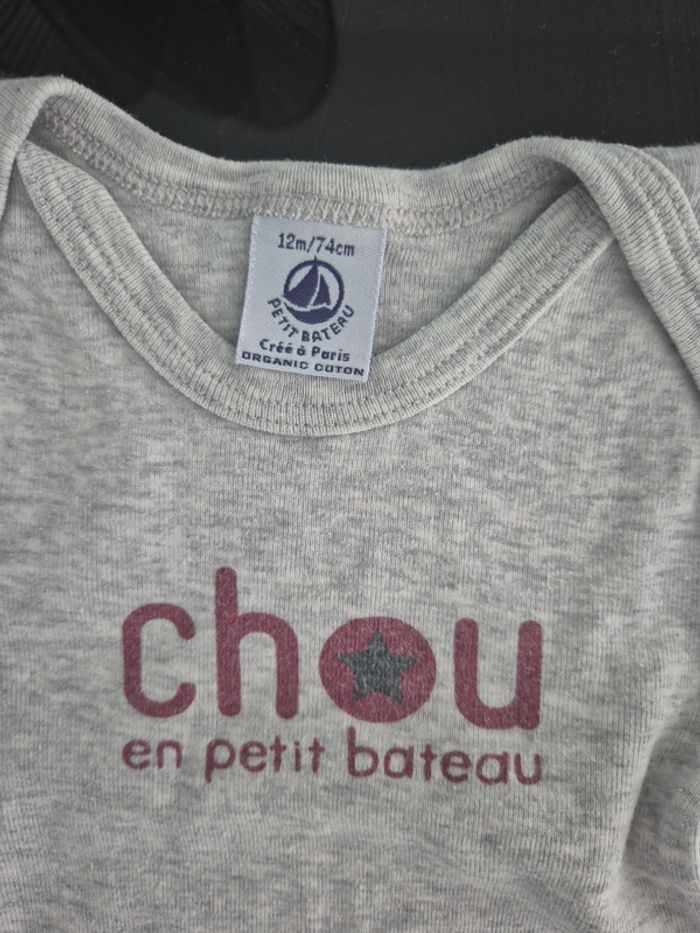 12m/74cm
PETIT BATEAU
Créé à Paris
ORGANIC COTON
chou
en petit bateau